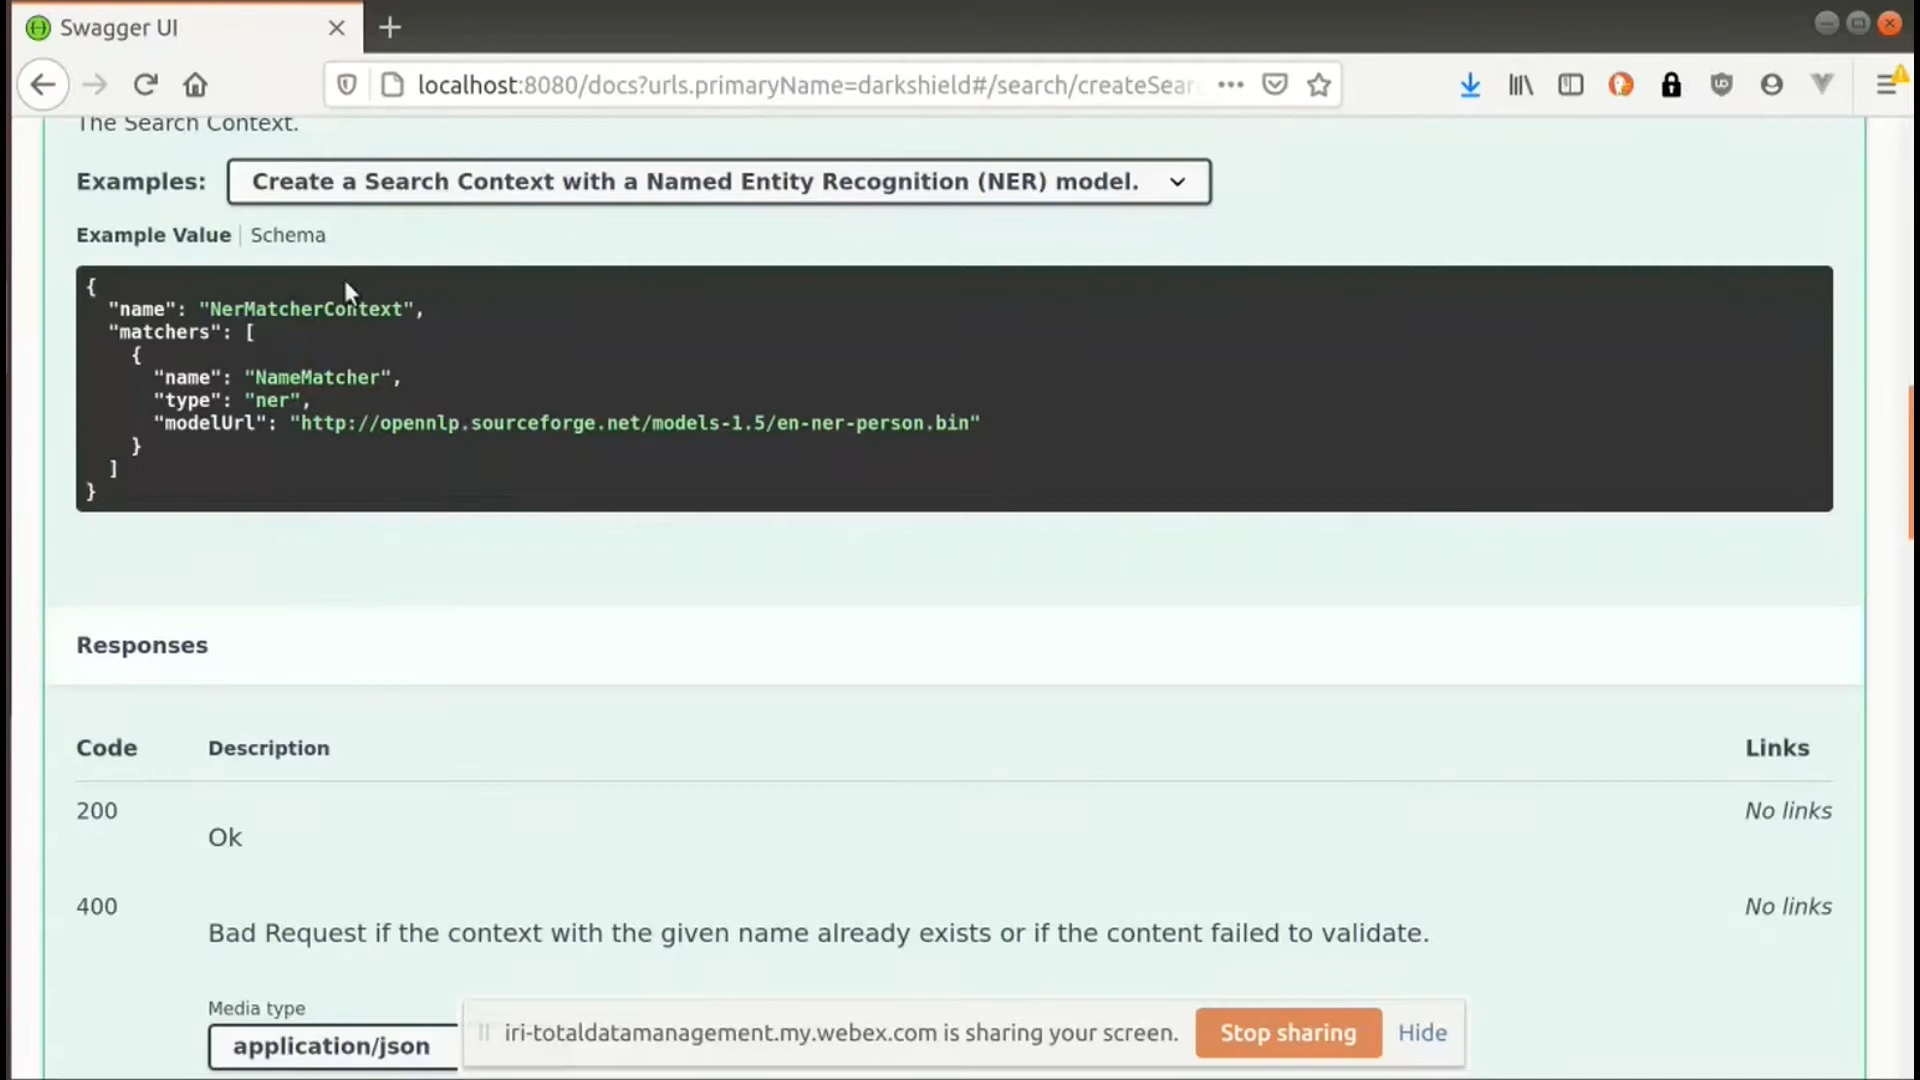 Swagger UI
localhost:8080/docs?urls.primaryName=darkshield#/search/createSear
The Search Context.
Examples: Create a Search Context with a Named Entity Recognition (NER) model.
Example Value | Schema
{
"name": "NerMatcherContext",
"matchers": [
{
"name": "NameMatcher",
"type": "ner",
"modelUrl": "http://opennlp.sourceforge.net/models-1.5/en-ner-person.bin"
}
]
}
Responses
Code Description Links
200 No links
Ok
400 No links
Bad Request if the context with the given name already exists or if the content failed to validate.
Media type
application/json
iri-totaldatamanagement.my.webex.com is sharing your screen. Stop sharing Hide